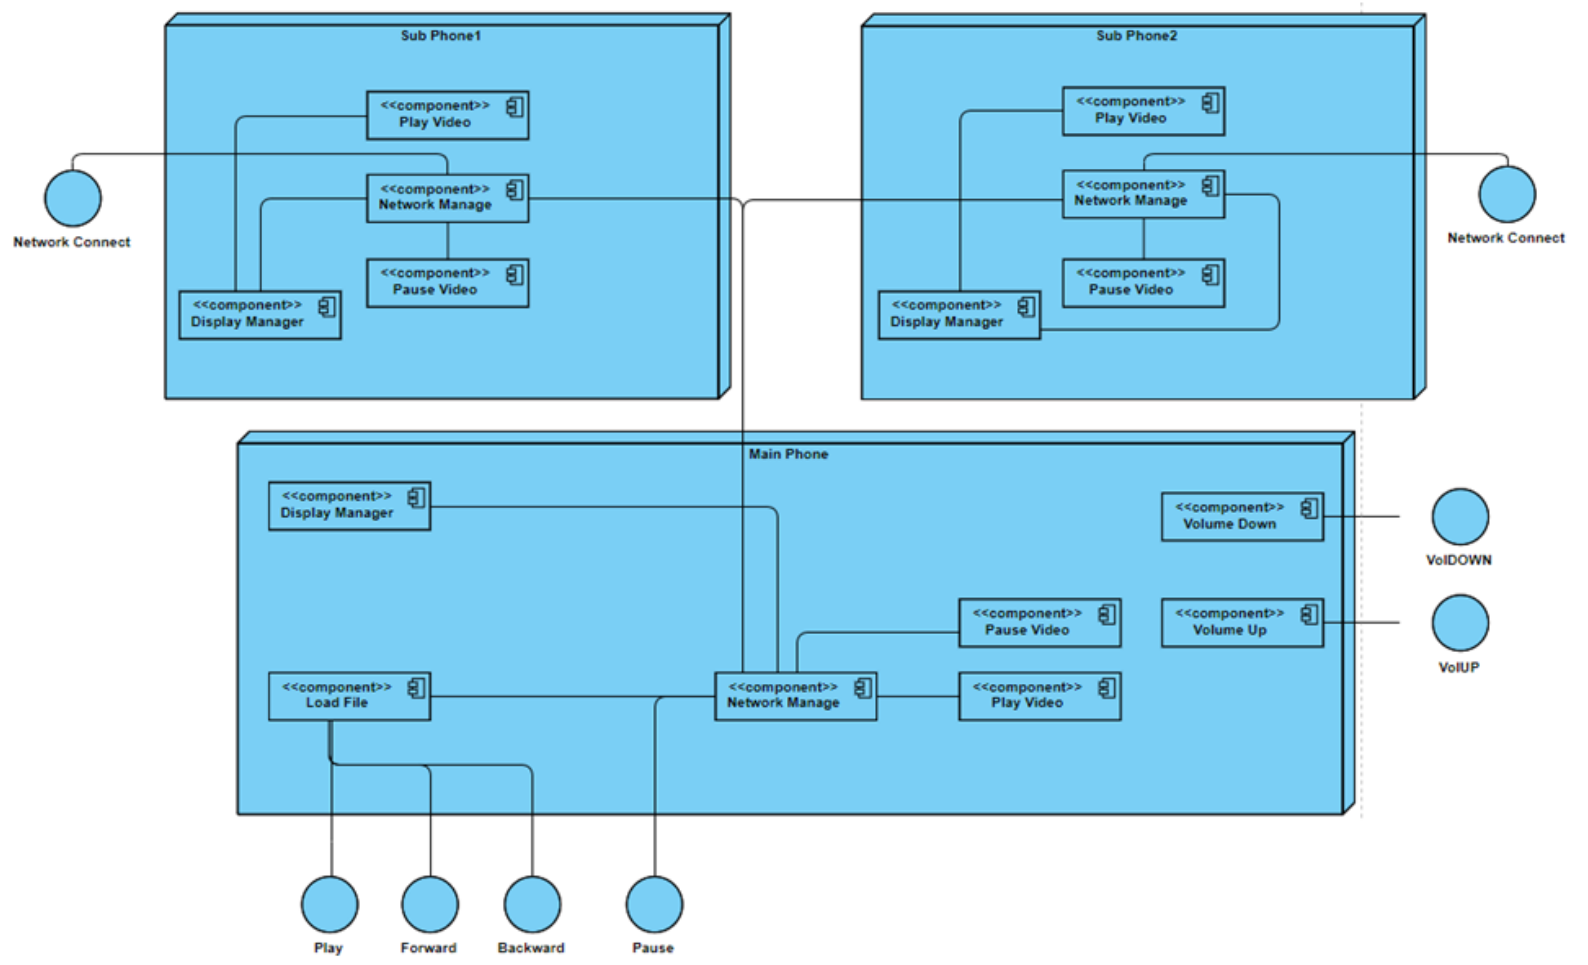 Sub Phone1
<<component>>
Play Video
<<component>>
Network Manage
<<component>>
Pause Video
<<component>>
Display Manager
Network Connect
Sub Phone2
<<component>>
Play Video
<<component>>
Network Manage
<<component>>
Pause Video
<<component>>
Display Manager
Network Connect
Main Phone
<<component>>
Display Manager
<<component>>
Volume Down
VolDOWN
<<component>>
Pause Video
<<component>>
Volume Up
VolUP
<<component>>
Load File
<<component>>
Network Manage
<<component>>
Play Video
Play
Forward
Backward
Pause